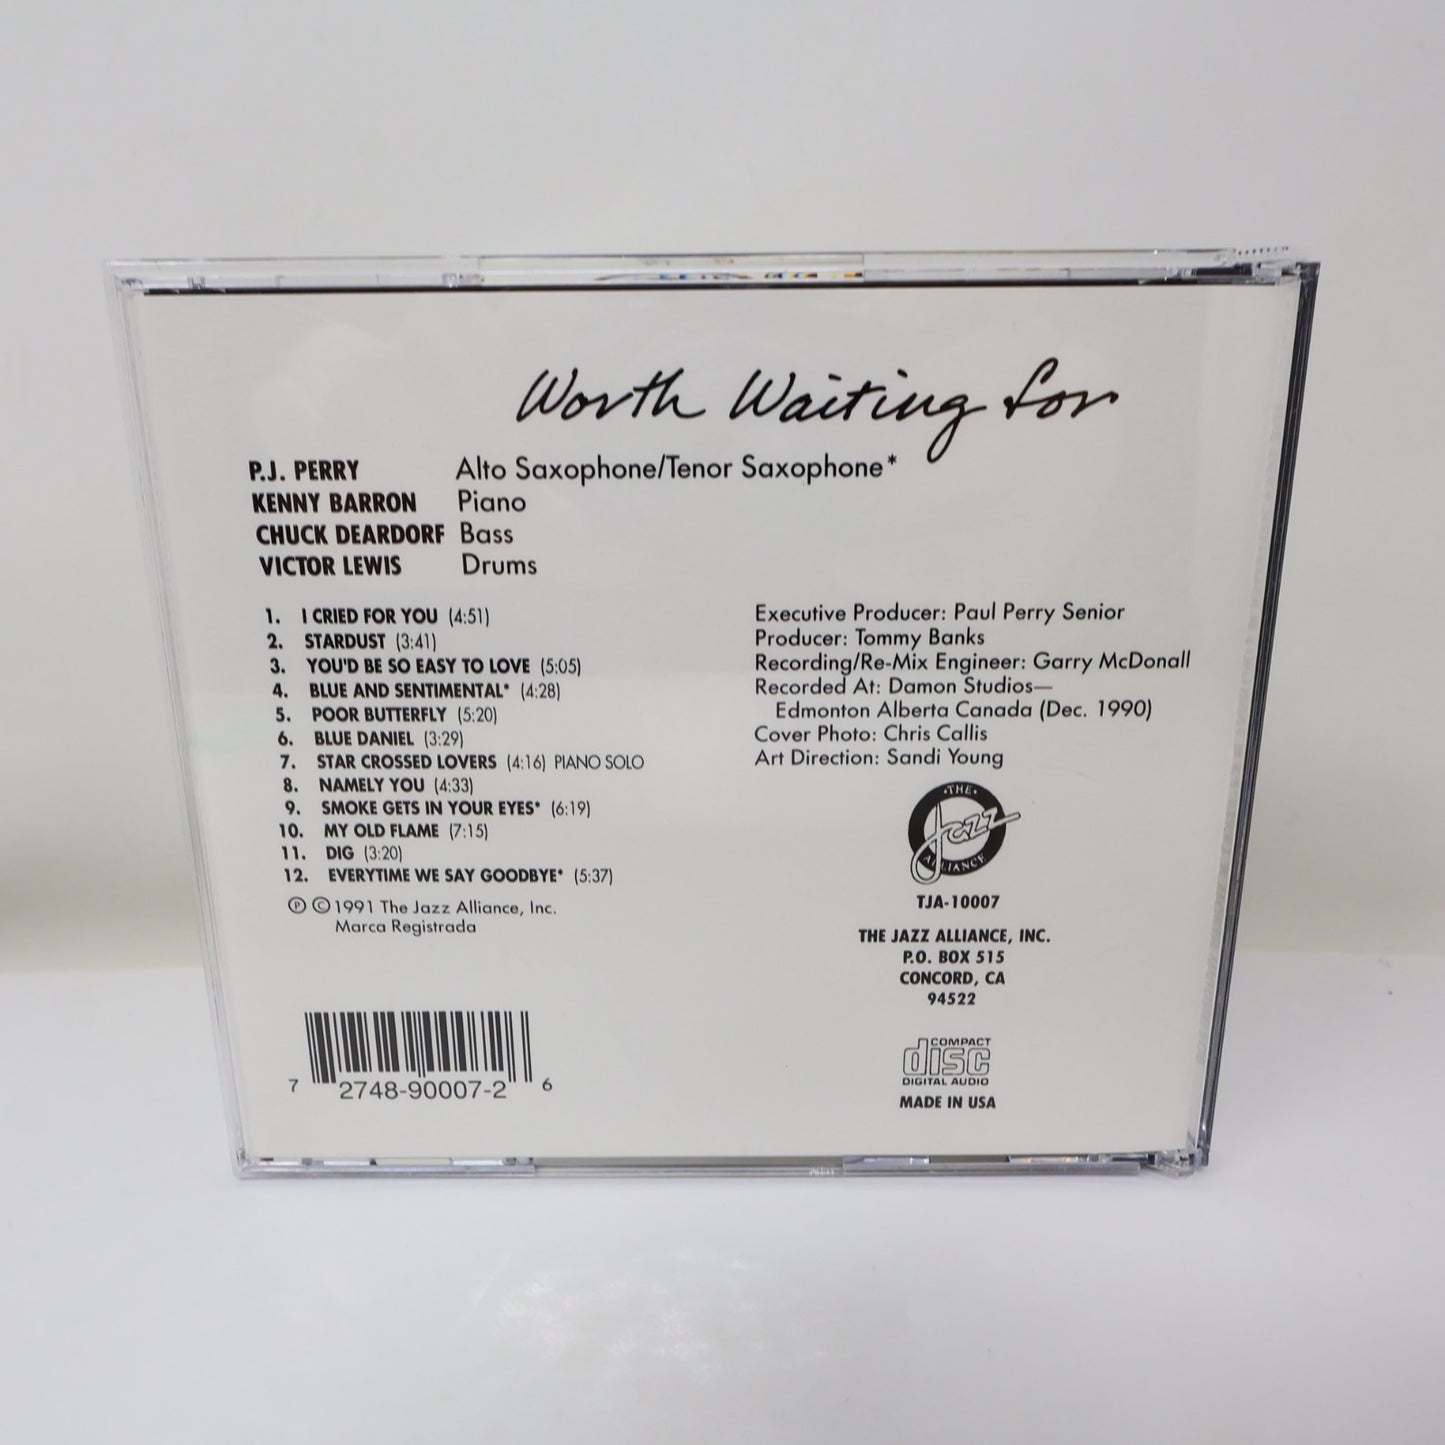 Worth Waiting for
P.J. PERRY Alto Saxophone/Tenor Saxophone*
KENNY BARRON Piano
CHUCK DEARDORF Bass
VICTOR LEWIS Drums
1. I CRIED FOR YOU (4:51)
2. STARDUST (3:41)
3. YOU'D BE SO EASY TO LOVE (5:05)
4. BLUE AND SENTIMENTAL* (4:28)
5. POOR BUTTERFLY (5:20)
6. BLUE DANIEL (3:29)
7. STAR CROSSED LOVERS (4:16) PIANO SOLO
8. NAMELY YOU (4:33)
9. SMOKE GETS IN YOUR EYES* (6:19)
10. MY OLD FLAME (7:15)
11. DIG (3:20)
12. EVERYTIME WE SAY GOODBYE* (5:37)
℗ © 1991 The Jazz Alliance, Inc.
Marca Registrada
Executive Producer: Paul Perry Senior
Producer: Tommy Banks
Recording/Re-Mix Engineer: Garry McDonall
Recorded At: Damon Studios—
Edmonton Alberta Canada (Dec. 1990)
Cover Photo: Chris Callis
Art Direction: Sandi Young
•THE•
Jazz
ALLIANCE
TJA-10007
THE JAZZ ALLIANCE, INC.
P.O. BOX 515
CONCORD, CA
94522
7 2748-90007-2 6
COMPACT
disc
DIGITAL AUDIO
MADE IN USA